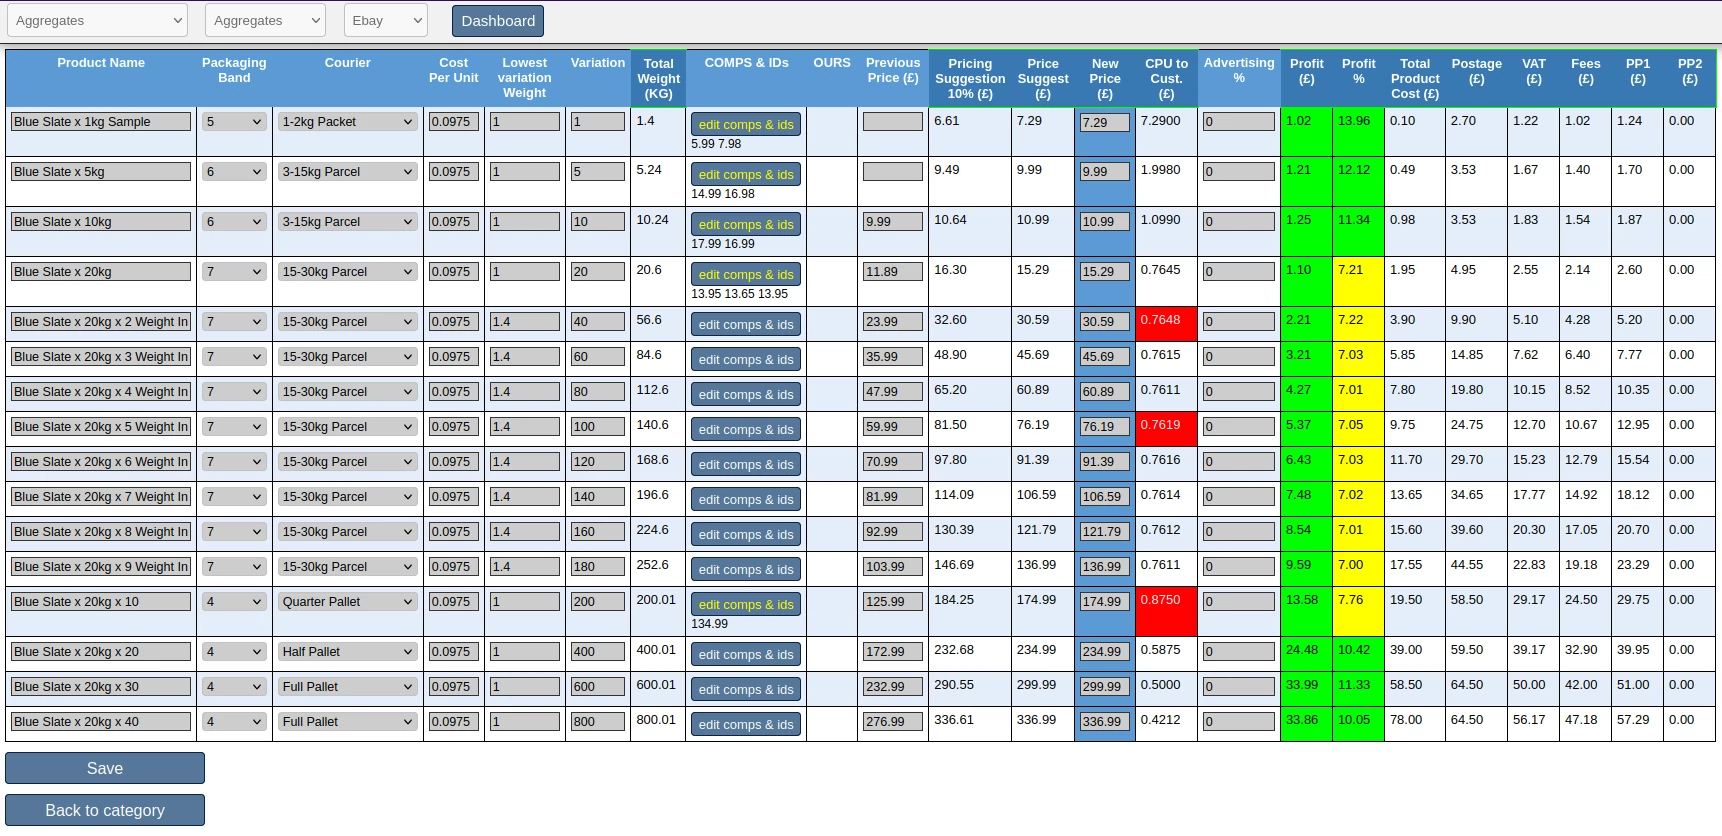 Aggregates Aggregates Ebay Dashboard
Product Name Packaging Band Courier Cost Per Unit Lowest variation Weight Variation Total Weight (KG) COMPS & IDs OURS Previous Price (£) Pricing Suggestion 10% (£) Price Suggest (£) New Price (£) CPU to Cust. (£) Advertising % Profit (£) Profit % Total Product Cost (£) Postage (£) VAT (£) Fees (£) PP1 (£) PP2 (£)
Blue Slate x 1kg Sample 5 1-2kg Packet 0.0975 1 1 1.4 edit comps & ids 6.61 7.29 7.29 7.2900 0 1.02 13.96 0.10 2.70 1.22 1.02 1.24 0.00
5.99 7.98
Blue Slate x 5kg 6 3-15kg Parcel 0.0975 1 5 5.24 edit comps & ids 9.49 9.99 9.99 1.9980 0 1.21 12.12 0.49 3.53 1.67 1.40 1.70 0.00
14.99 16.98
Blue Slate x 10kg 6 3-15kg Parcel 0.0975 1 10 10.24 edit comps & ids 9.99 10.64 10.99 10.99 1.0990 0 1.25 11.34 0.98 3.53 1.83 1.54 1.87 0.00
17.99 16.99
Blue Slate x 20kg 7 15-30kg Parcel 0.0975 1 20 20.6 edit comps & ids 11.89 16.30 15.29 15.29 0.7645 0 1.10 7.21 1.95 4.95 2.55 2.14 2.60 0.00
13.95 13.65 13.95
Blue Slate x 20kg x 2 Weight In 7 15-30kg Parcel 0.0975 1.4 40 56.6 edit comps & ids 23.99 32.60 30.59 30.59 0.7648 0 2.21 7.22 3.90 9.90 5.10 4.28 5.20 0.00
Blue Slate x 20kg x 3 Weight In 7 15-30kg Parcel 0.0975 1.4 60 84.6 edit comps & ids 35.99 48.90 45.69 45.69 0.7615 0 3.21 7.03 5.85 14.85 7.62 6.40 7.77 0.00
Blue Slate x 20kg x 4 Weight In 7 15-30kg Parcel 0.0975 1.4 80 112.6 edit comps & ids 47.99 65.20 60.89 60.89 0.7611 0 4.27 7.01 7.80 19.80 10.15 8.52 10.35 0.00
Blue Slate x 20kg x 5 Weight In 7 15-30kg Parcel 0.0975 1.4 100 140.6 edit comps & ids 59.99 81.50 76.19 76.19 0.7619 0 5.37 7.05 9.75 24.75 12.70 10.67 12.95 0.00
Blue Slate x 20kg x 6 Weight In 7 15-30kg Parcel 0.0975 1.4 120 168.6 edit comps & ids 70.99 97.80 91.39 91.39 0.7616 0 6.43 7.03 11.70 29.70 15.23 12.79 15.54 0.00
Blue Slate x 20kg x 7 Weight In 7 15-30kg Parcel 0.0975 1.4 140 196.6 edit comps & ids 81.99 114.09 106.59 106.59 0.7614 0 7.48 7.02 13.65 34.65 17.77 14.92 18.12 0.00
Blue Slate x 20kg x 8 Weight In 7 15-30kg Parcel 0.0975 1.4 160 224.6 edit comps & ids 92.99 130.39 121.79 121.79 0.7612 0 8.54 7.01 15.60 39.60 20.30 17.05 20.70 0.00
Blue Slate x 20kg x 9 Weight In 7 15-30kg Parcel 0.0975 1.4 180 252.6 edit comps & ids 103.99 146.69 136.99 136.99 0.7611 0 9.59 7.00 17.55 44.55 22.83 19.18 23.29 0.00
Blue Slate x 20kg x 10 4 Quarter Pallet 0.0975 1 200 200.01 edit comps & ids 125.99 184.25 174.99 174.99 0.8750 0 13.58 7.76 19.50 58.50 29.17 24.50 29.75 0.00
134.99
Blue Slate x 20kg x 20 4 Half Pallet 0.0975 1 400 400.01 edit comps & ids 172.99 232.68 234.99 234.99 0.5875 0 24.48 10.42 39.00 59.50 39.17 32.90 39.95 0.00
Blue Slate x 20kg x 30 4 Full Pallet 0.0975 1 600 600.01 edit comps & ids 232.99 290.55 299.99 299.99 0.5000 0 33.99 11.33 58.50 64.50 50.00 42.00 51.00 0.00
Blue Slate x 20kg x 40 4 Full Pallet 0.0975 1 800 800.01 edit comps & ids 276.99 336.61 336.99 336.99 0.4212 0 33.86 10.05 78.00 64.50 56.17 47.18 57.29 0.00
Save
Back to category